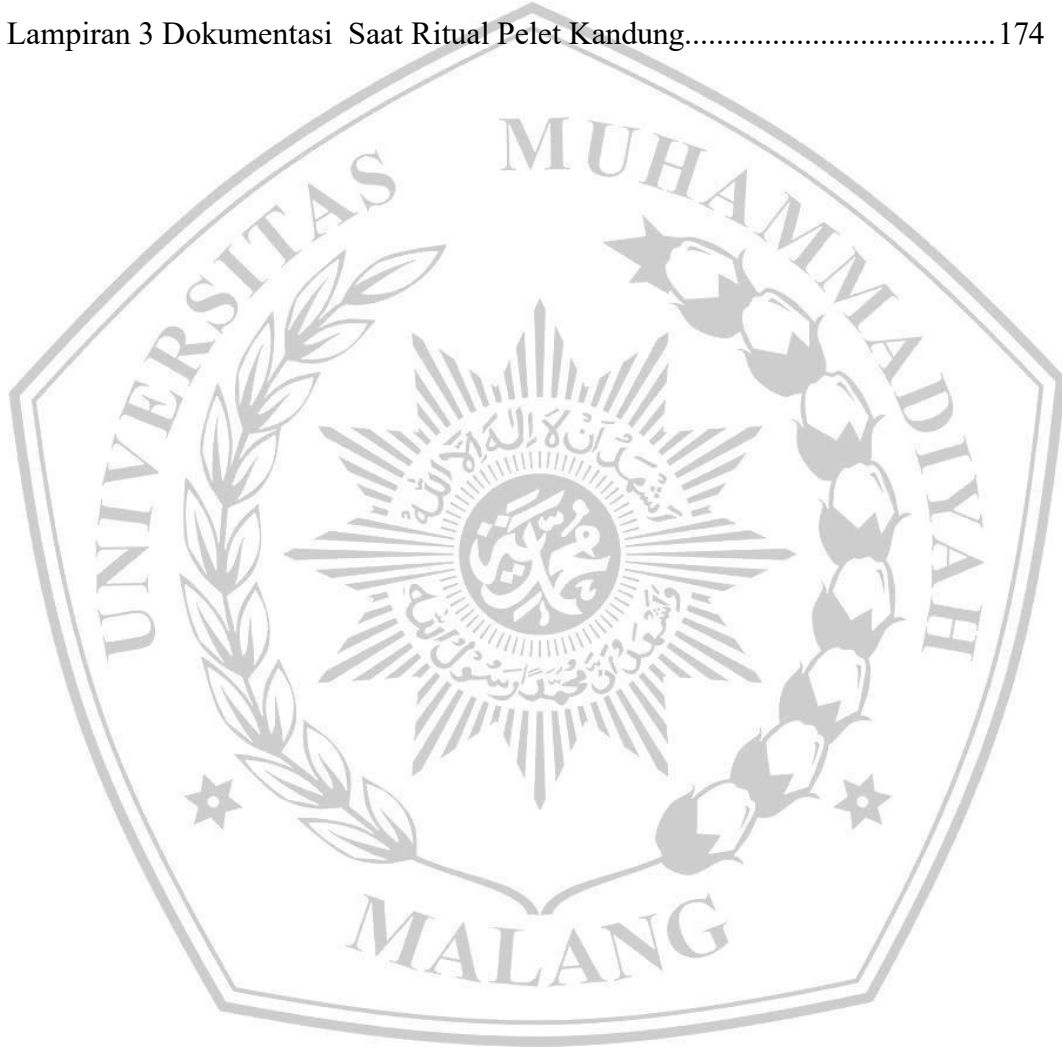 Lampiran 3 Dokumentasi  Saat Ritual Pelet Kandung.......................................174
UNIVERSITAS MUHAMMADIYAH
MALANG